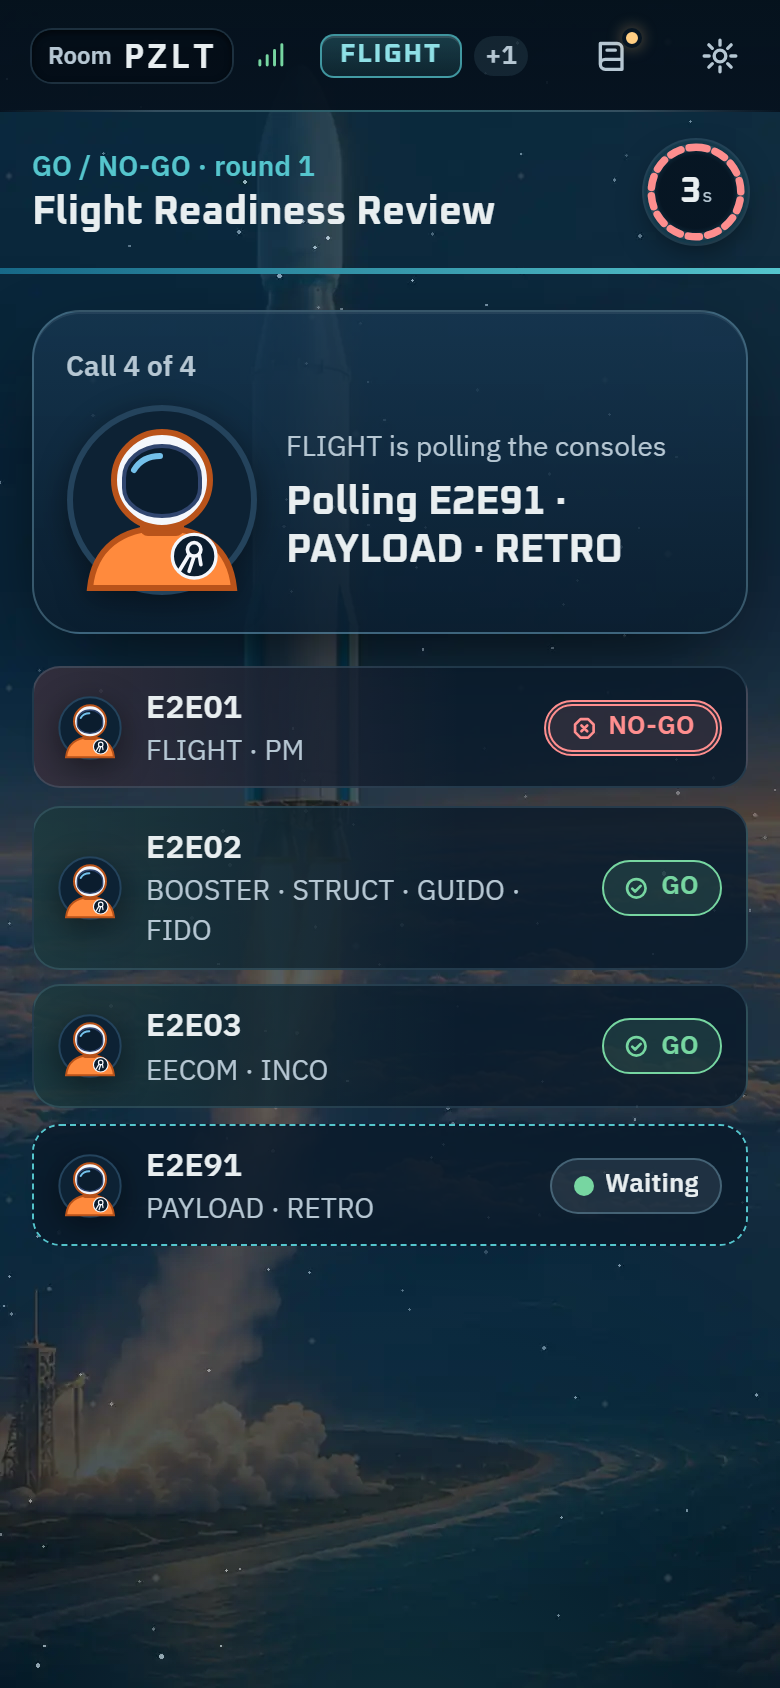 Room PZLT FLIGHT +1
GO / NO-GO · round 1
Flight Readiness Review
3s
Call 4 of 4
FLIGHT is polling the consoles
Polling E2E91 ·
PAYLOAD · RETRO
E2E01
FLIGHT · PM
NO-GO
E2E02
BOOSTER · STRUCT · GUIDO ·
FIDO
GO
E2E03
EECOM · INCO
GO
E2E91
PAYLOAD · RETRO
Waiting